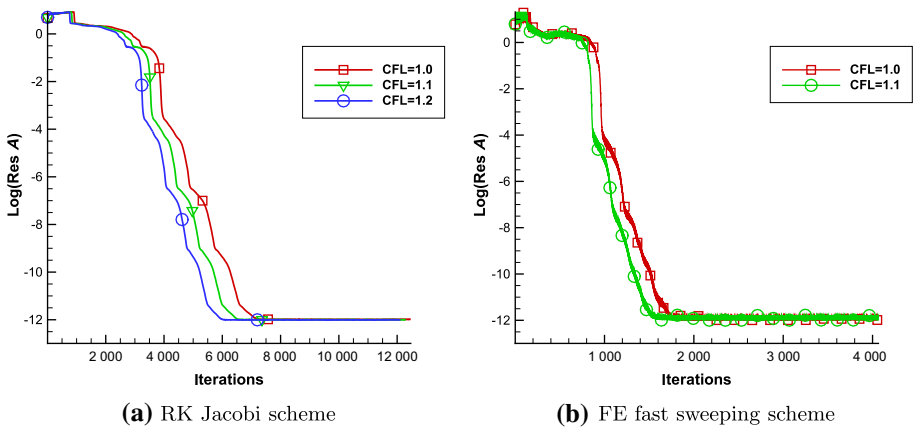 0
-2
-4
-6
-8
-10
-12
Log(Res A)
2 000 4 000 6 000 8 000 10 000 12 000
Iterations
CFL=1.0
CFL=1.1
CFL=1.2
(a) RK Jacobi scheme
0
-2
-4
-6
-8
-10
-12
Log(Res A)
1 000 2 000 3 000 4 000
Iterations
CFL=1.0
CFL=1.1
(b) FE fast sweeping scheme